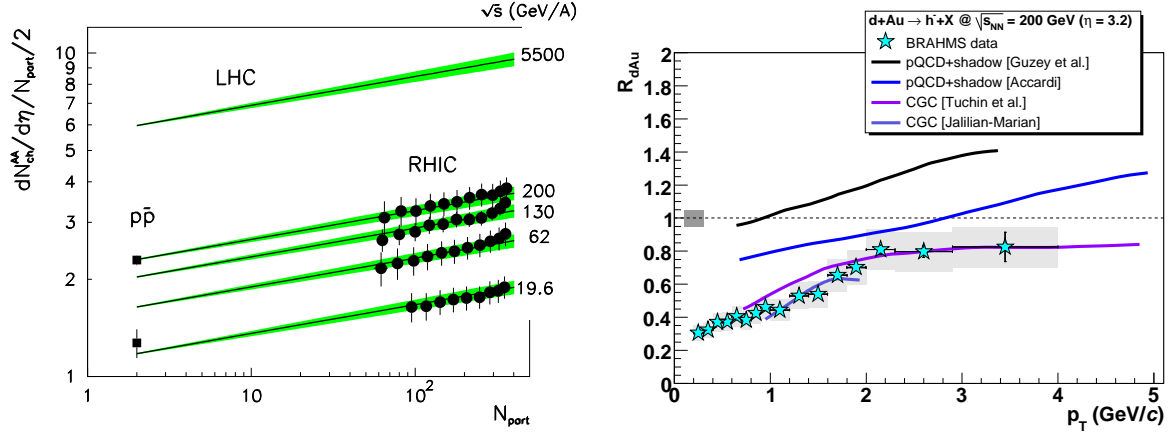 √s (GeV/A)
dN_ch^AA/dη/N_part/2
10
9
8
7
6
5
4
3
2
1
LHC
5500
RHIC
pp̄
200
130
62
19.6
1
10
10²
N_part
d+Au → h⁻+X @ √s_NN = 200 GeV (η = 3.2)
BRAHMS data
pQCD+shadow [Guzey et al.]
pQCD+shadow [Accardi]
CGC [Tuchin et al.]
CGC [Jalilian-Marian]
R_dAu
2
1.8
1.6
1.4
1.2
1
0.8
0.6
0.4
0.2
0
0
1
2
3
4
5
p_T (GeV/c)